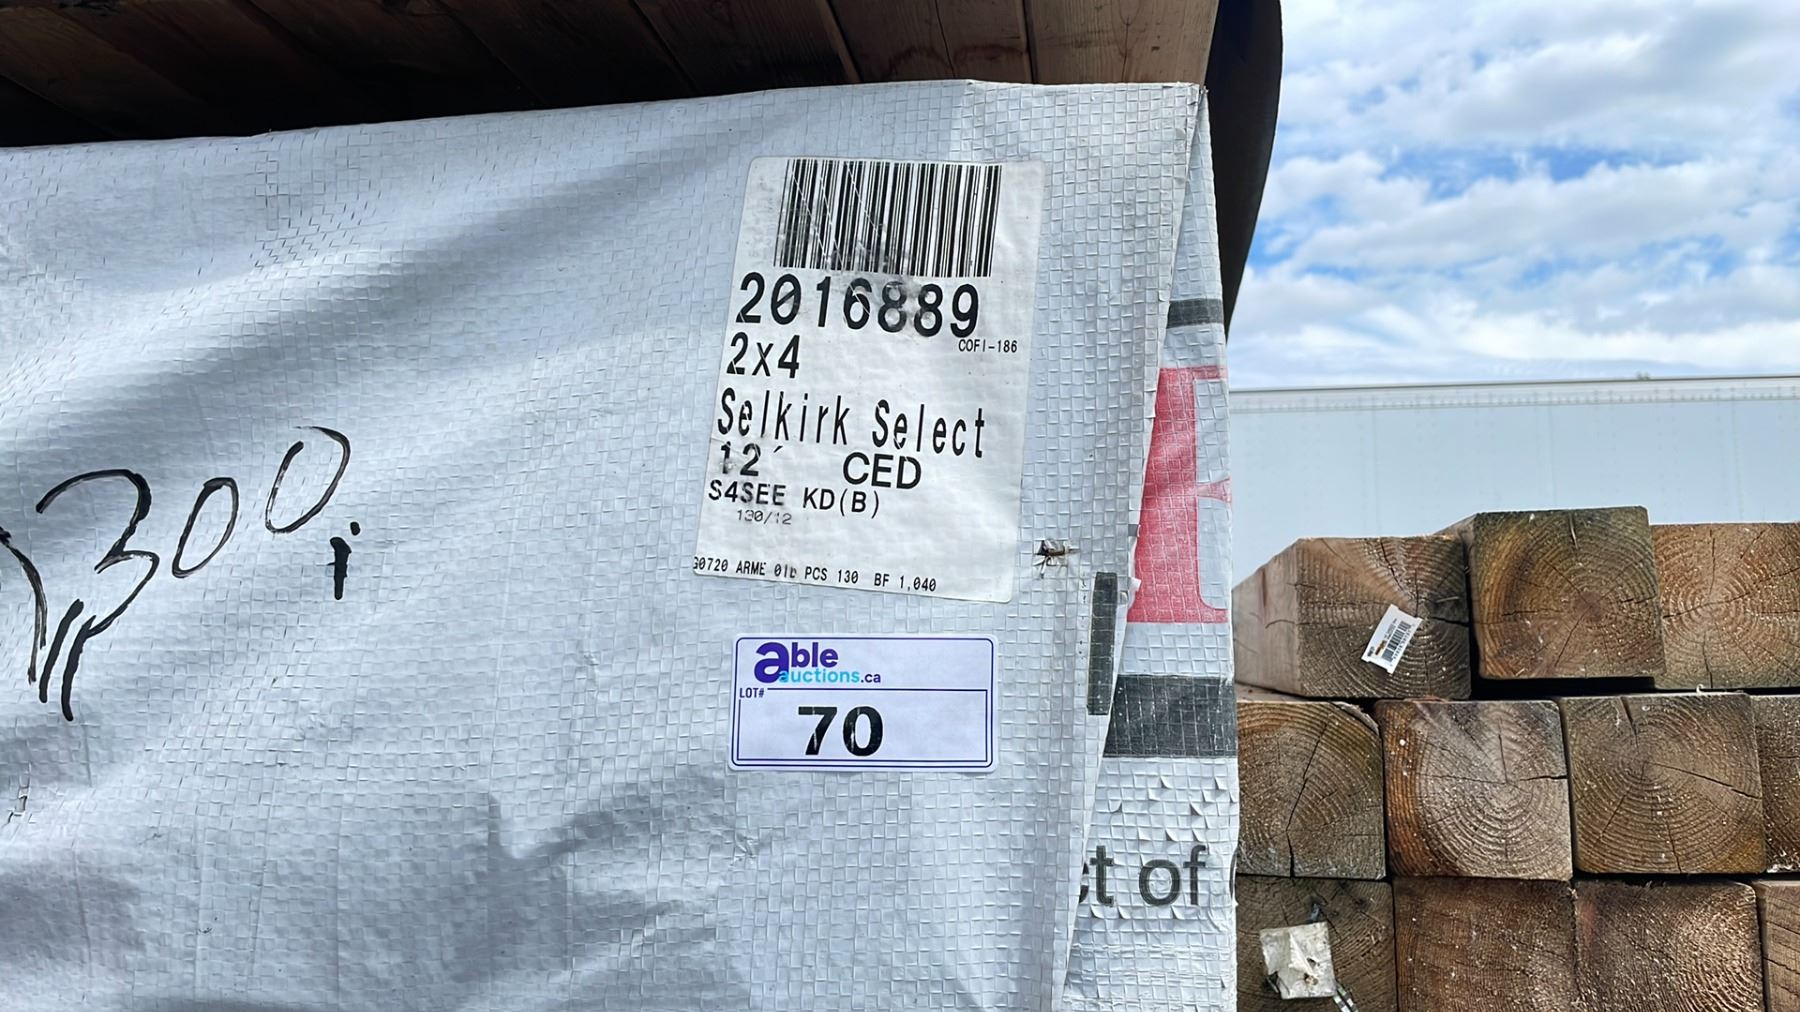 2016889
COFI-186
2x4
Selkirk Select
12´ CED
S4SEE KD(B)
130/12
G0720 ARME 01L PCS 130 BF 1,040
able
auctions.ca
LOT#
70
300
ct of